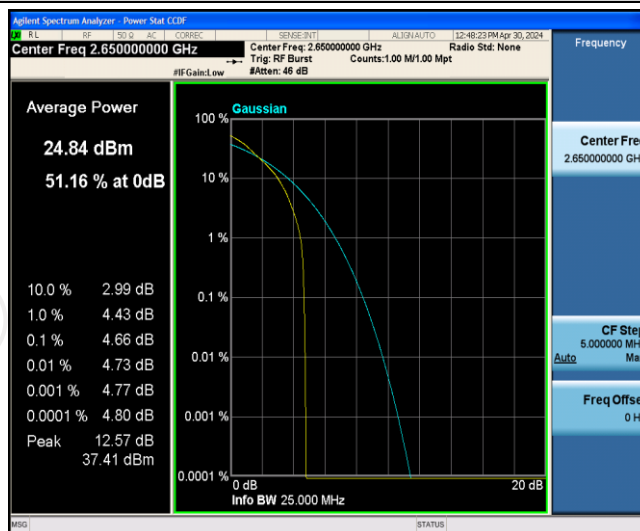 Agilent Spectrum Analyzer - Power Stat CCDF
RL RF 50 Ω AC CORREC SENSE:INT ALIGNAUTO 12:48:23 PM Apr 30, 2024
Center Freq 2.650000000 GHz
Center Freq: 2.650000000 GHz Radio Std: None
Trig: RF Burst Counts:1.00 M/1.00 Mpt
#IFGain:Low #Atten: 46 dB
Frequency
Average Power
24.84 dBm
51.16 % at 0dB
10.0 % 2.99 dB
1.0 % 4.43 dB
0.1 % 4.66 dB
0.01 % 4.73 dB
0.001 % 4.77 dB
0.0001 % 4.80 dB
Peak 12.57 dB
37.41 dBm
Gaussian
100 %
10 %
1 %
0.1 %
0.01 %
0.001 %
0.0001 %
0 dB 20 dB
Info BW 25.000 MHz
Center Fre
2.650000000 GH
CF Step
5.000000 MH
Auto Ma
Freq Offse
0 H
MSG STATUS